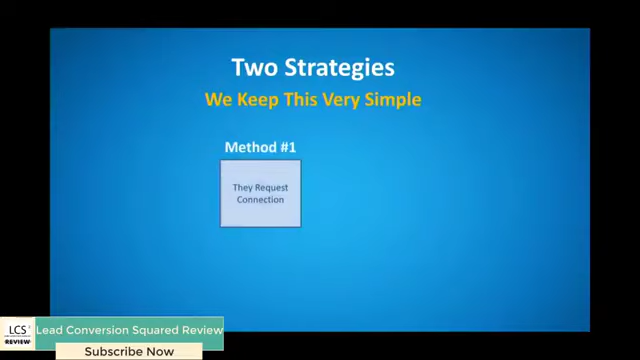 Two Strategies
We Keep This Very Simple
Method #1
They Request
Connection
LCS
REVIEW
Lead Conversion Squared Review
Subscribe Now